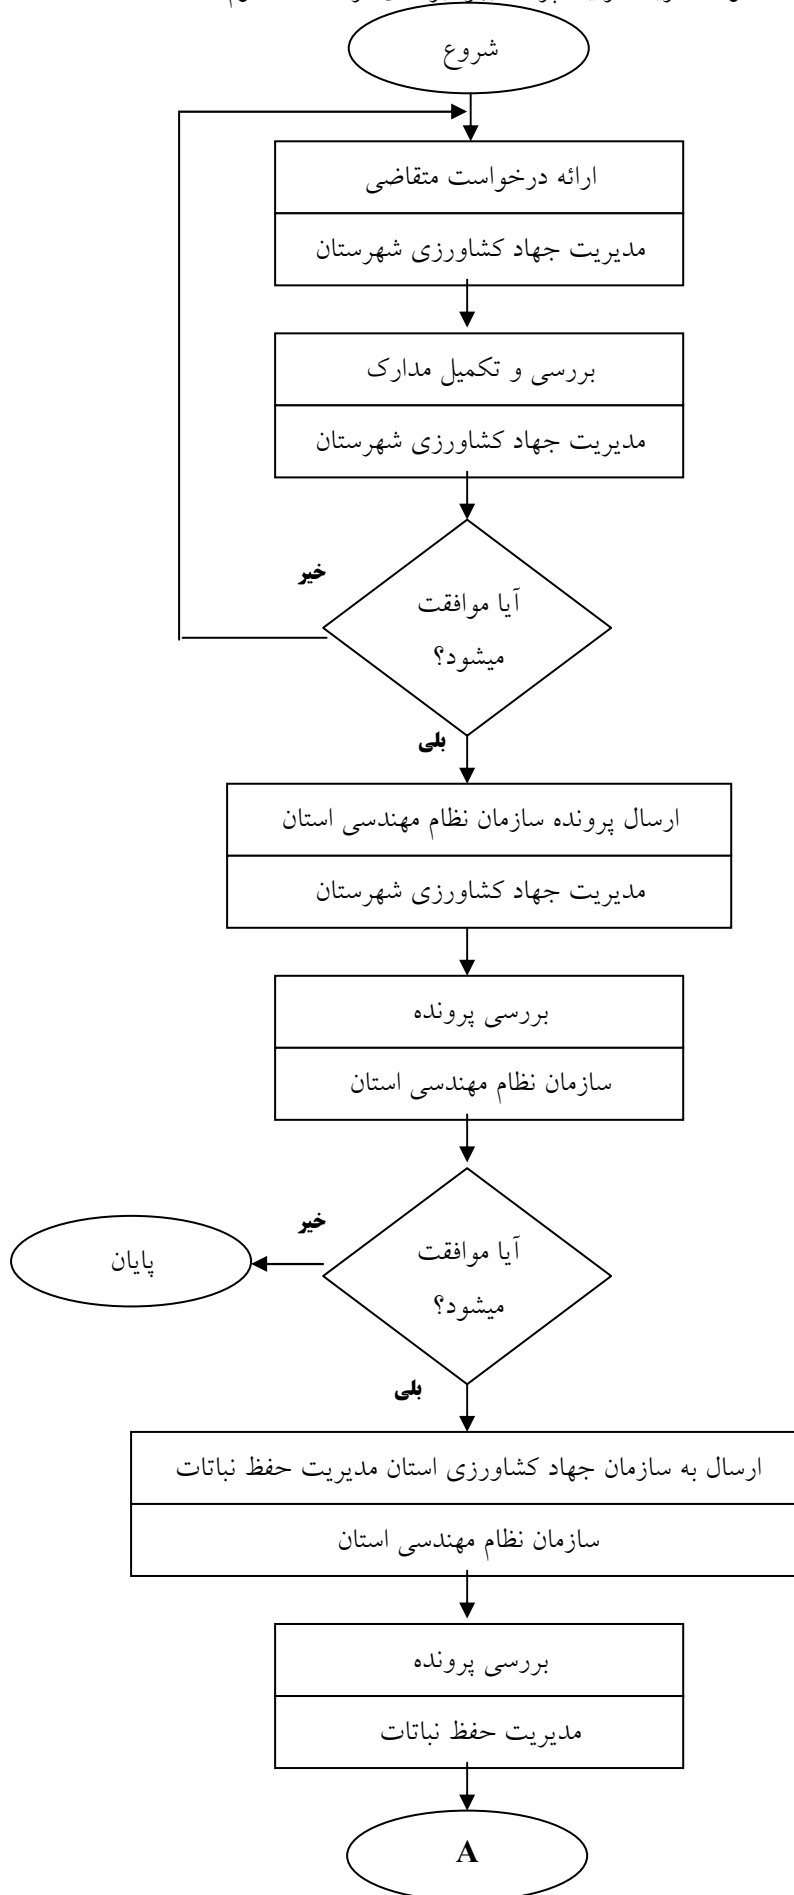 شروع
ارائه درخواست متقاضی
مدیریت جهاد کشاورزی شهرستان
بررسی و تکمیل مدارک
مدیریت جهاد کشاورزی شهرستان
خیر
آیا موافقت
میشود؟
بلی
ارسال پرونده سازمان نظام مهندسی استان
مدیریت جهاد کشاورزی شهرستان
بررسی پرونده
سازمان نظام مهندسی استان
خیر
آیا موافقت
میشود؟
پایان
بلی
ارسال به سازمان جهاد کشاورزی استان مدیریت حفظ نباتات
سازمان نظام مهندسی استان
بررسی پرونده
مدیریت حفظ نباتات
A